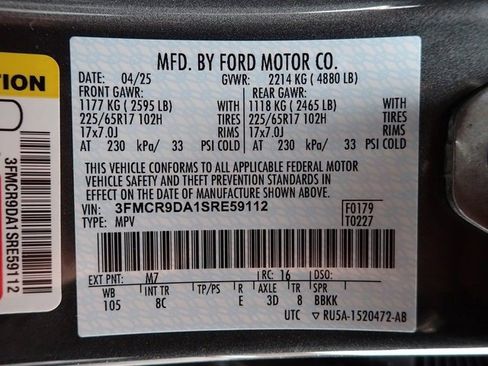 MFD. BY FORD MOTOR CO.
DATE: 04/25 GVWR: 2214 KG ( 4880 LB)
FRONT GAWR: REAR GAWR:
1177 KG ( 2595 LB) 1118 KG ( 2465 LB)
225/65R17 102H TIRES 225/65R17 102H TIRES
17x7.0J RIMS 17x7.0J RIMS
AT 230 kPa/ 33 PSI COLD AT 230 kPa/ 33 PSI COLD
THIS VEHICLE CONFORMS TO ALL APPLICABLE FEDERAL MOTOR
VEHICLE SAFETY AND THEFT PREVENTION STANDARDS IN
EFFECT ON THE DATE OF MANUFACTURE SHOWN ABOVE.
VIN: 3FMCR9DA1SRE59112 F0179
TYPE: MPV T0227
EXT PNT: M7 RC: 16 DSO:
WB INT TR TP/PS R AXLE TR SPR
105 8C E 3D 8 BBKK
UTC RU5A-1520472-AB
TION
3FMCR9DA1SRE59112